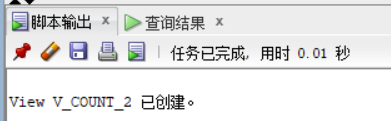 脚本输出 × 查询结果 ×
任务已完成, 用时 0.01 秒
View V_COUNT_2 已创建。